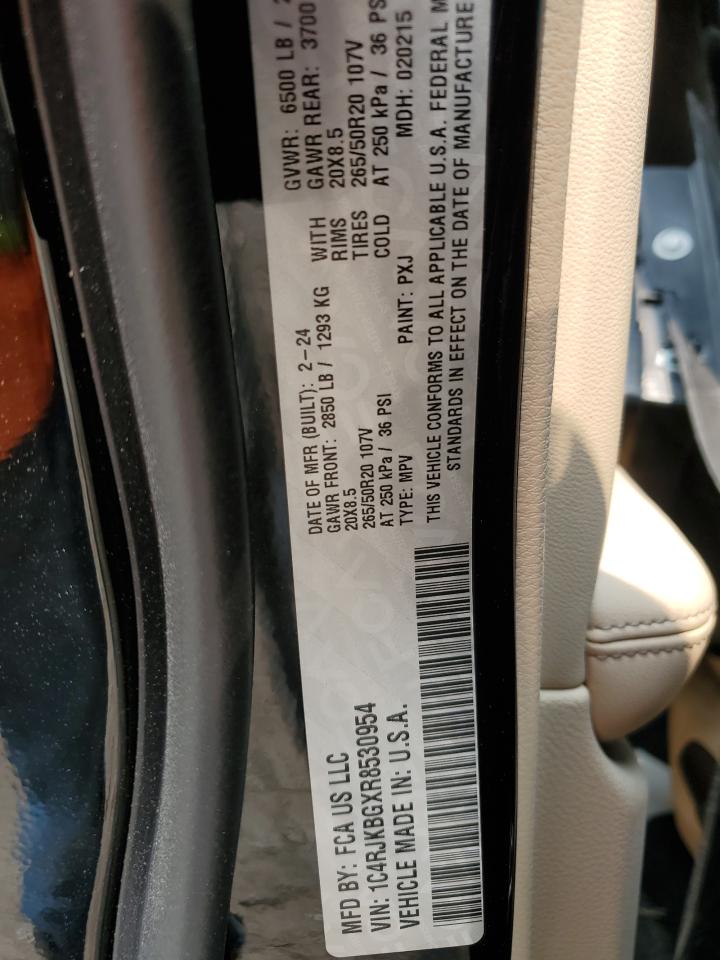 MFD BY: FCA US LLC
VIN: 1C4RJKBGXR8530954
VEHICLE MADE IN: U.S.A.
DATE OF MFR (BUILT): 2-24 GVWR: 6500 LB /
GAWR FRONT: 2850 LB / 1293 KG WITH GAWR REAR: 3700
20X8.5 RIMS 20X8.5
265/50R20 107V TIRES 265/50R20 107V
AT 250 kPa / 36 PSI COLD AT 250 kPa / 36 PS
TYPE: MPV PAINT: PXJ MDH: 020215
THIS VEHICLE CONFORMS TO ALL APPLICABLE U.S.A. FEDERAL M
STANDARDS IN EFFECT ON THE DATE OF MANUFACTURE